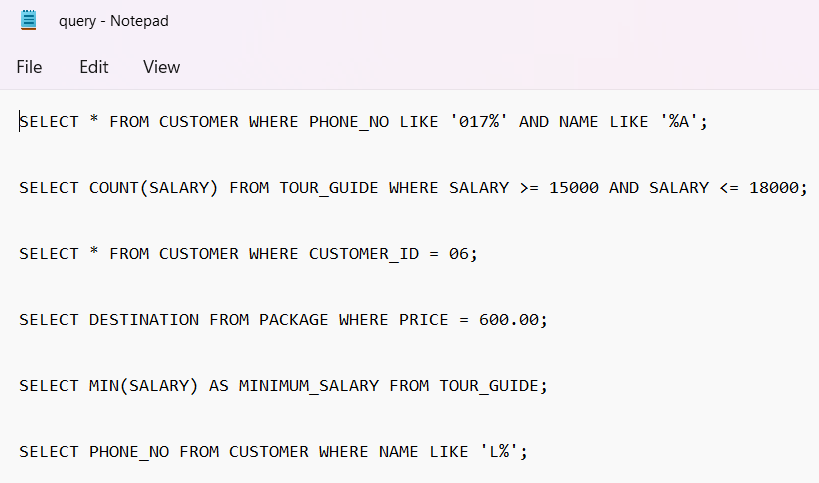 query - Notepad
File Edit View
SELECT * FROM CUSTOMER WHERE PHONE_NO LIKE '017%' AND NAME LIKE '%A';
SELECT COUNT(SALARY) FROM TOUR_GUIDE WHERE SALARY >= 15000 AND SALARY <= 18000;
SELECT * FROM CUSTOMER WHERE CUSTOMER_ID = 06;
SELECT DESTINATION FROM PACKAGE WHERE PRICE = 600.00;
SELECT MIN(SALARY) AS MINIMUM_SALARY FROM TOUR_GUIDE;
SELECT PHONE_NO FROM CUSTOMER WHERE NAME LIKE 'L%';